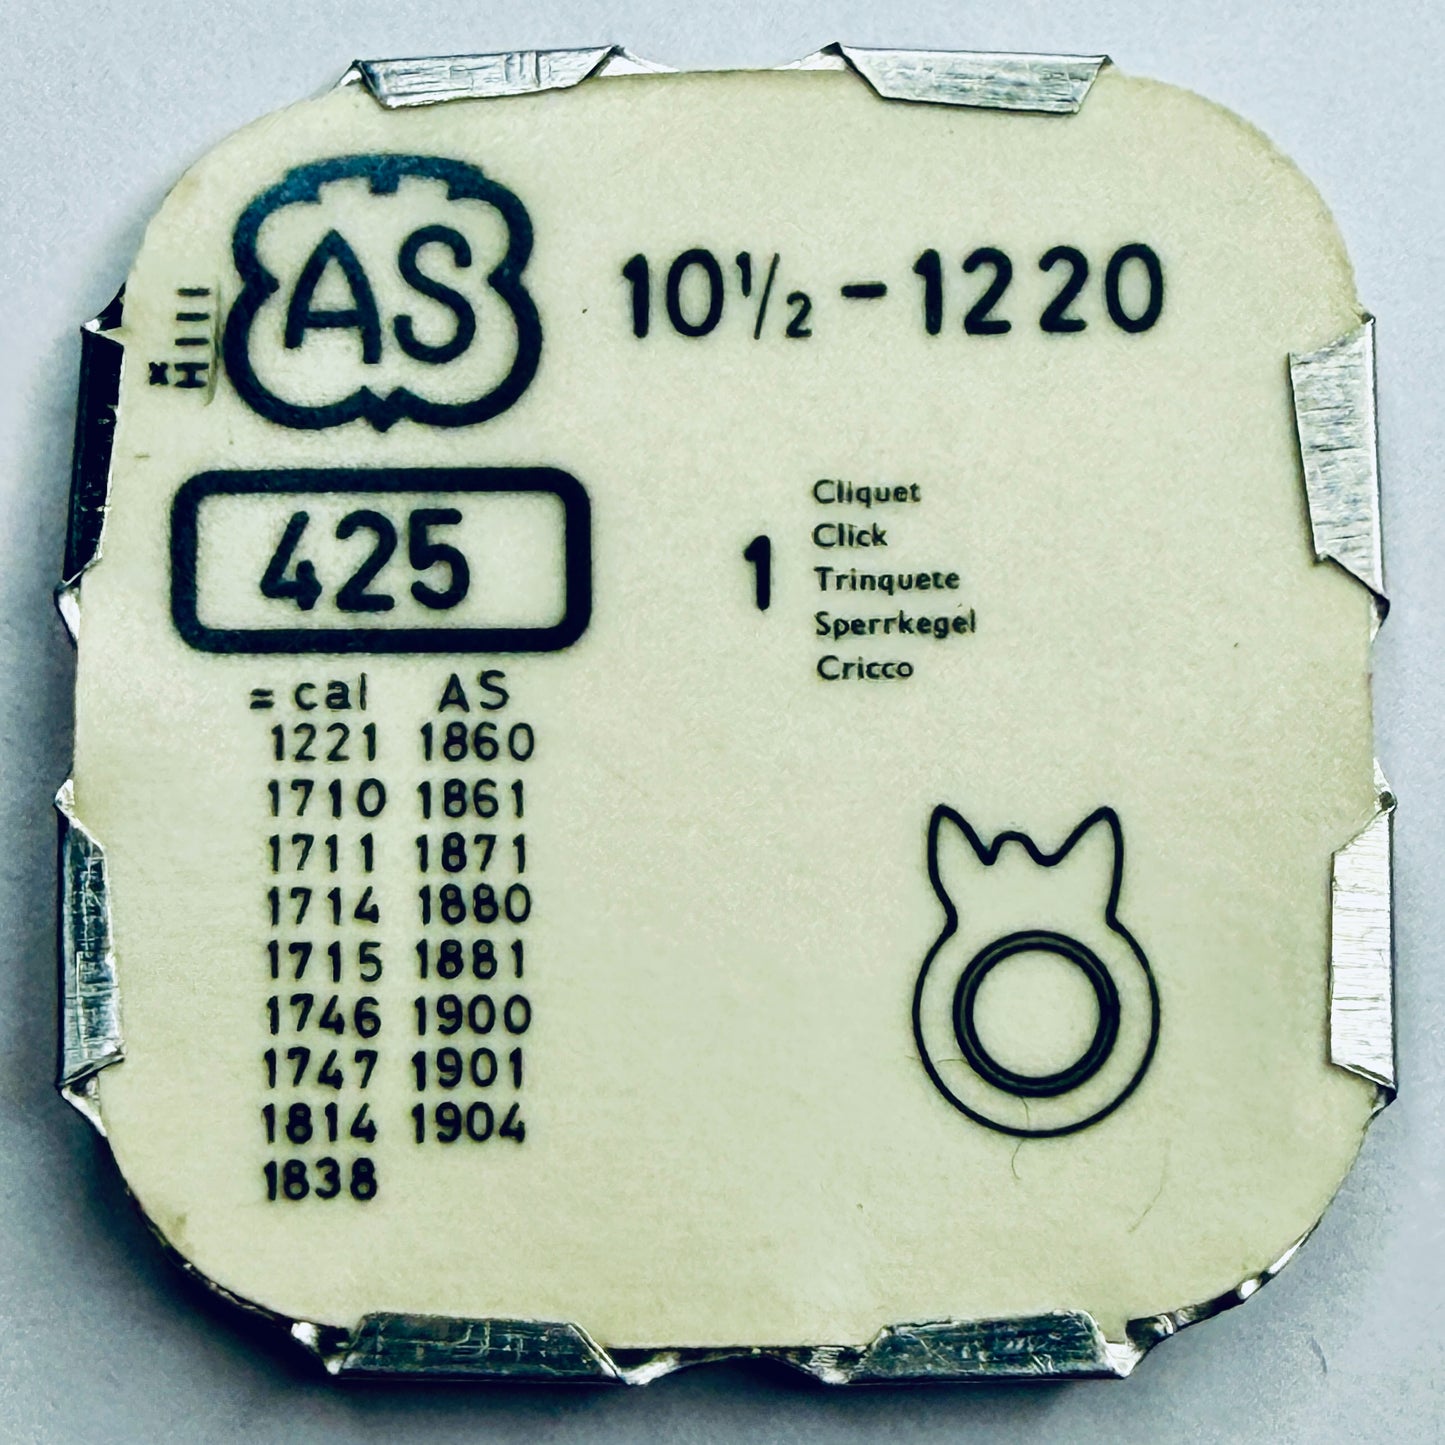 AS
10½ - 1220
425
1
Cliquet
Click
Trinquete
Sperrkegel
Cricco
= cal AS
1221 1860
1710 1861
1711 1871
1714 1880
1715 1881
1746 1900
1747 1901
1814 1904
1838